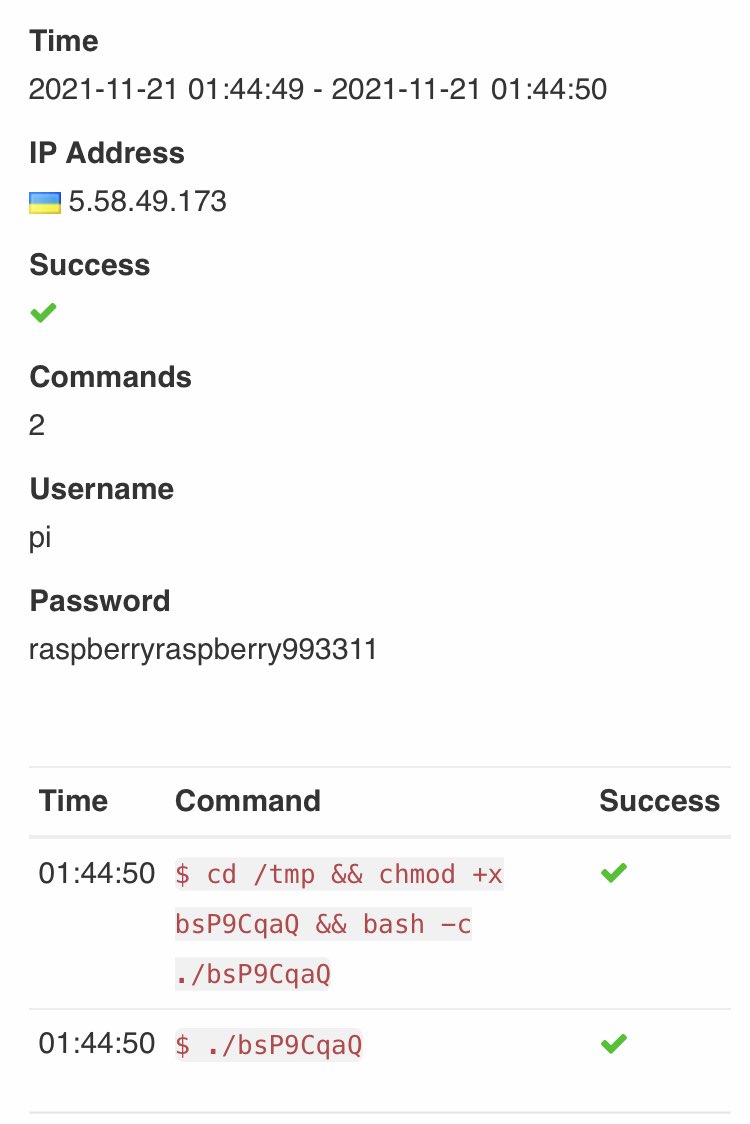 Time
2021-11-21 01:44:49 - 2021-11-21 01:44:50
IP Address
5.58.49.173
Success
Commands
2
Username
pi
Password
raspberryraspberry993311
Time Command Success
01:44:50 $ cd /tmp && chmod +x
bsP9CqaQ && bash -c
./bsP9CqaQ
01:44:50 $ ./bsP9CqaQ